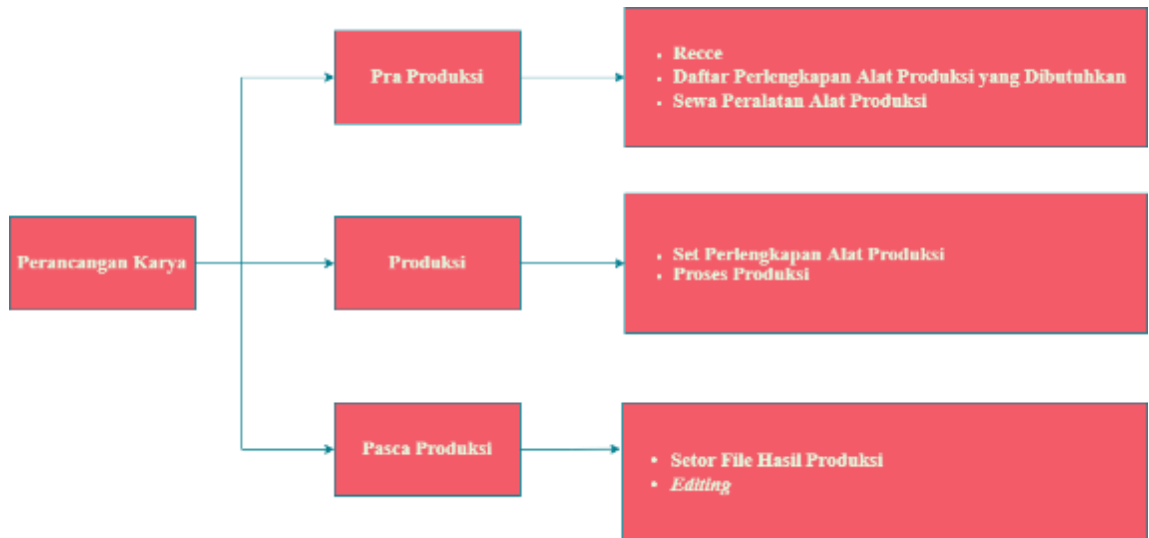 Perancangan Karya
Pra Produksi
• Recce
• Daftar Perlengkapan Alat Produksi yang Dibutuhkan
• Sewa Peralatan Alat Produksi
Produksi
• Set Perlengkapan Alat Produksi
• Proses Produksi
Pasca Produksi
• Setor File Hasil Produksi
• Editing